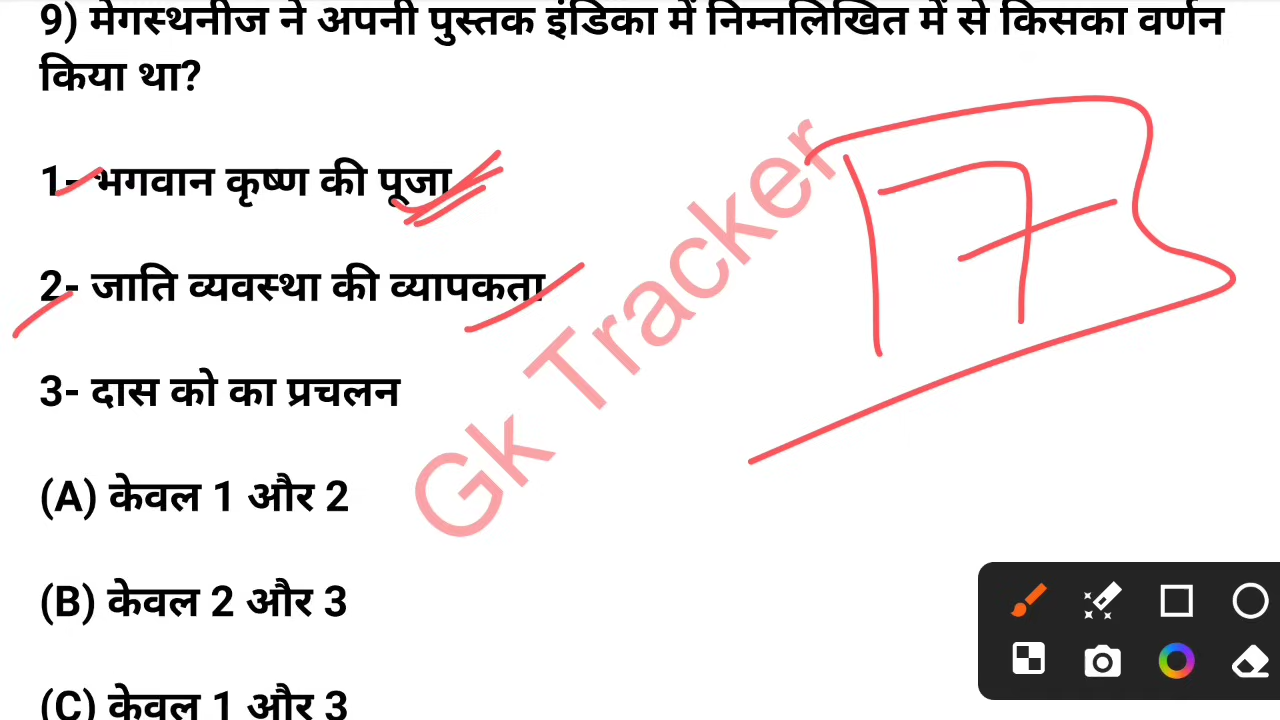 9) मेगस्थनीज ने अपनी पुस्तक इंडिका में निम्नलिखित में से किसका वर्णन
किया था?
1- भगवान कृष्ण की पूजा
2- जाति व्यवस्था की व्यापकता
3- दास को का प्रचलन
(A) केवल 1 और 2
(B) केवल 2 और 3
(C) केवल 1 और 3
Gk Tracker
7